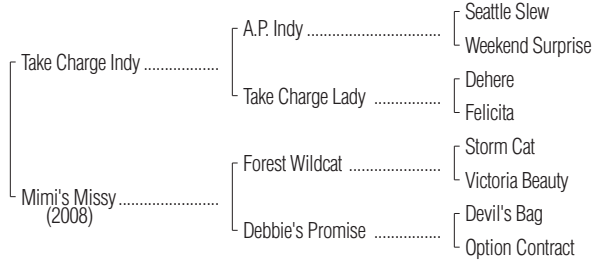 Seattle Slew
A.P. Indy ..................................
Weekend Surprise
Take Charge Indy ...................
Dehere
Take Charge Lady .................
Felicita
Storm Cat
Forest Wildcat .......................
Victoria Beauty
Mimi's Missy .........................
(2008)
Devil's Bag
Debbie's Promise .................
Option Contract